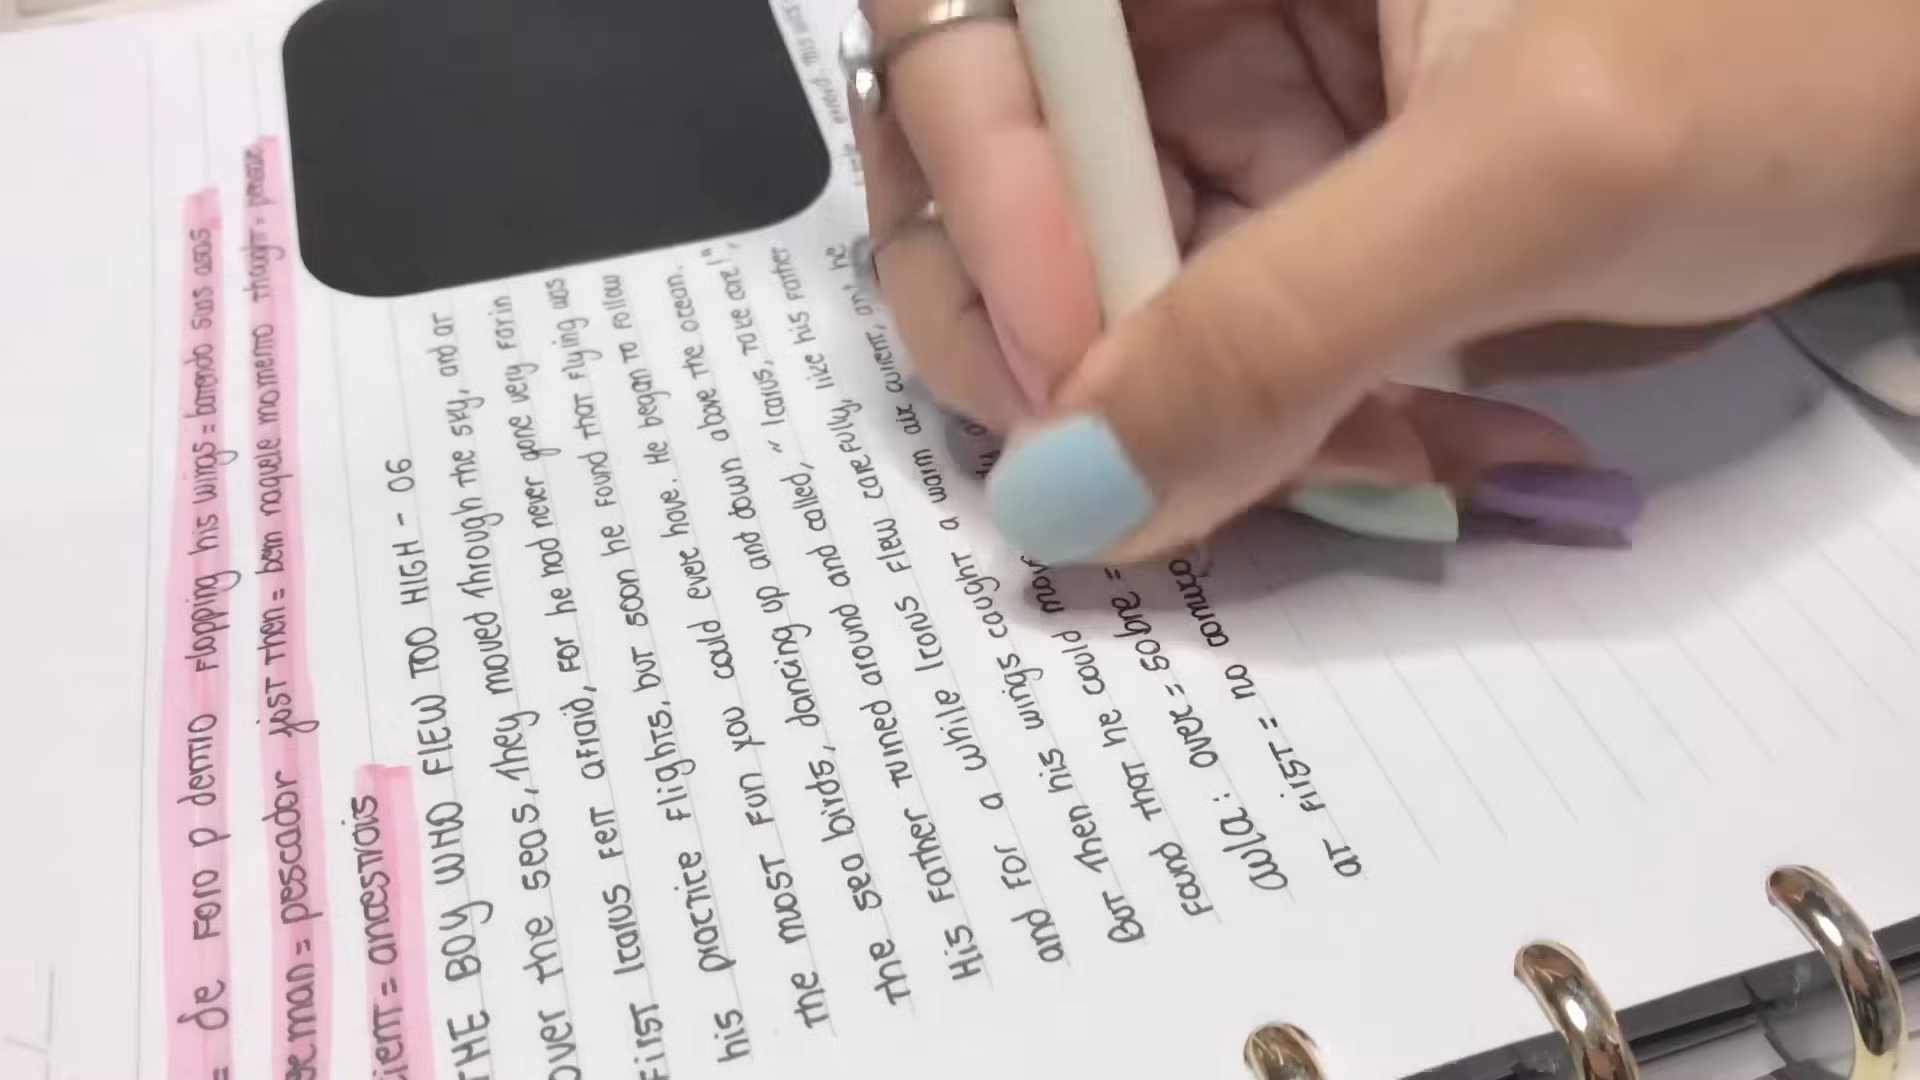 = de FORA p dentro Flapping his wings = batendo suas asas
German = pescador just Then = bem naquele momento Thought = pensar
cient = ancestrais
THE BOY WHO FlEW TOO HIGH - 06
over the seas, They moved Through the sky, and at
First Icarus Felt afraid, For he had never gone very Far in
his practice Flights, but soon he Found That Flying was
The most Fun you could ever have. He began To Follow
The sea birds, dancing up and down above The ocean.
His Father Turned around and called, "Icarus, Take care!",
and For a while Icarus Flew carefully, like his Father
But Then his wings caught a warm air current, and he
Found That he could move
Aula: over = sobre =
at First = no começo